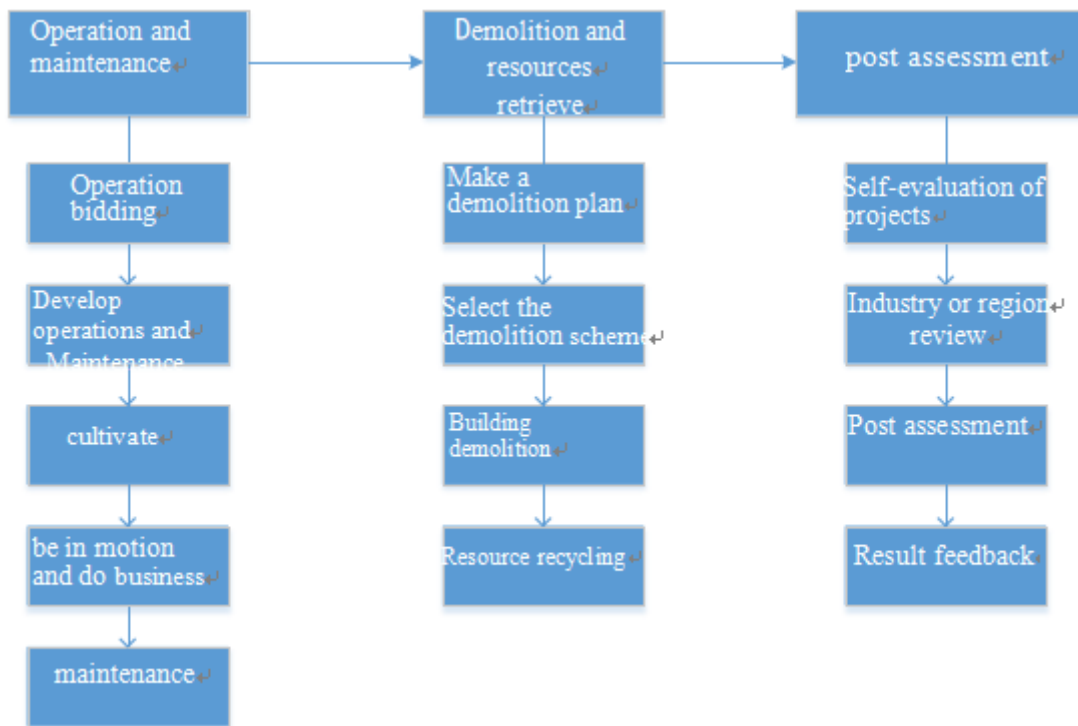 Operation and
maintenance
Demolition and
resources
retrieve
post assessment
Operation
bidding
Develop
operations and
Maintenance
cultivate
be in motion
and do business
maintenance
Make a
demolition plan
Select the
demolition scheme
Building
demolition
Resource recycling
Self-evaluation of
projects
Industry or region
review
Post assessment
Result feedback